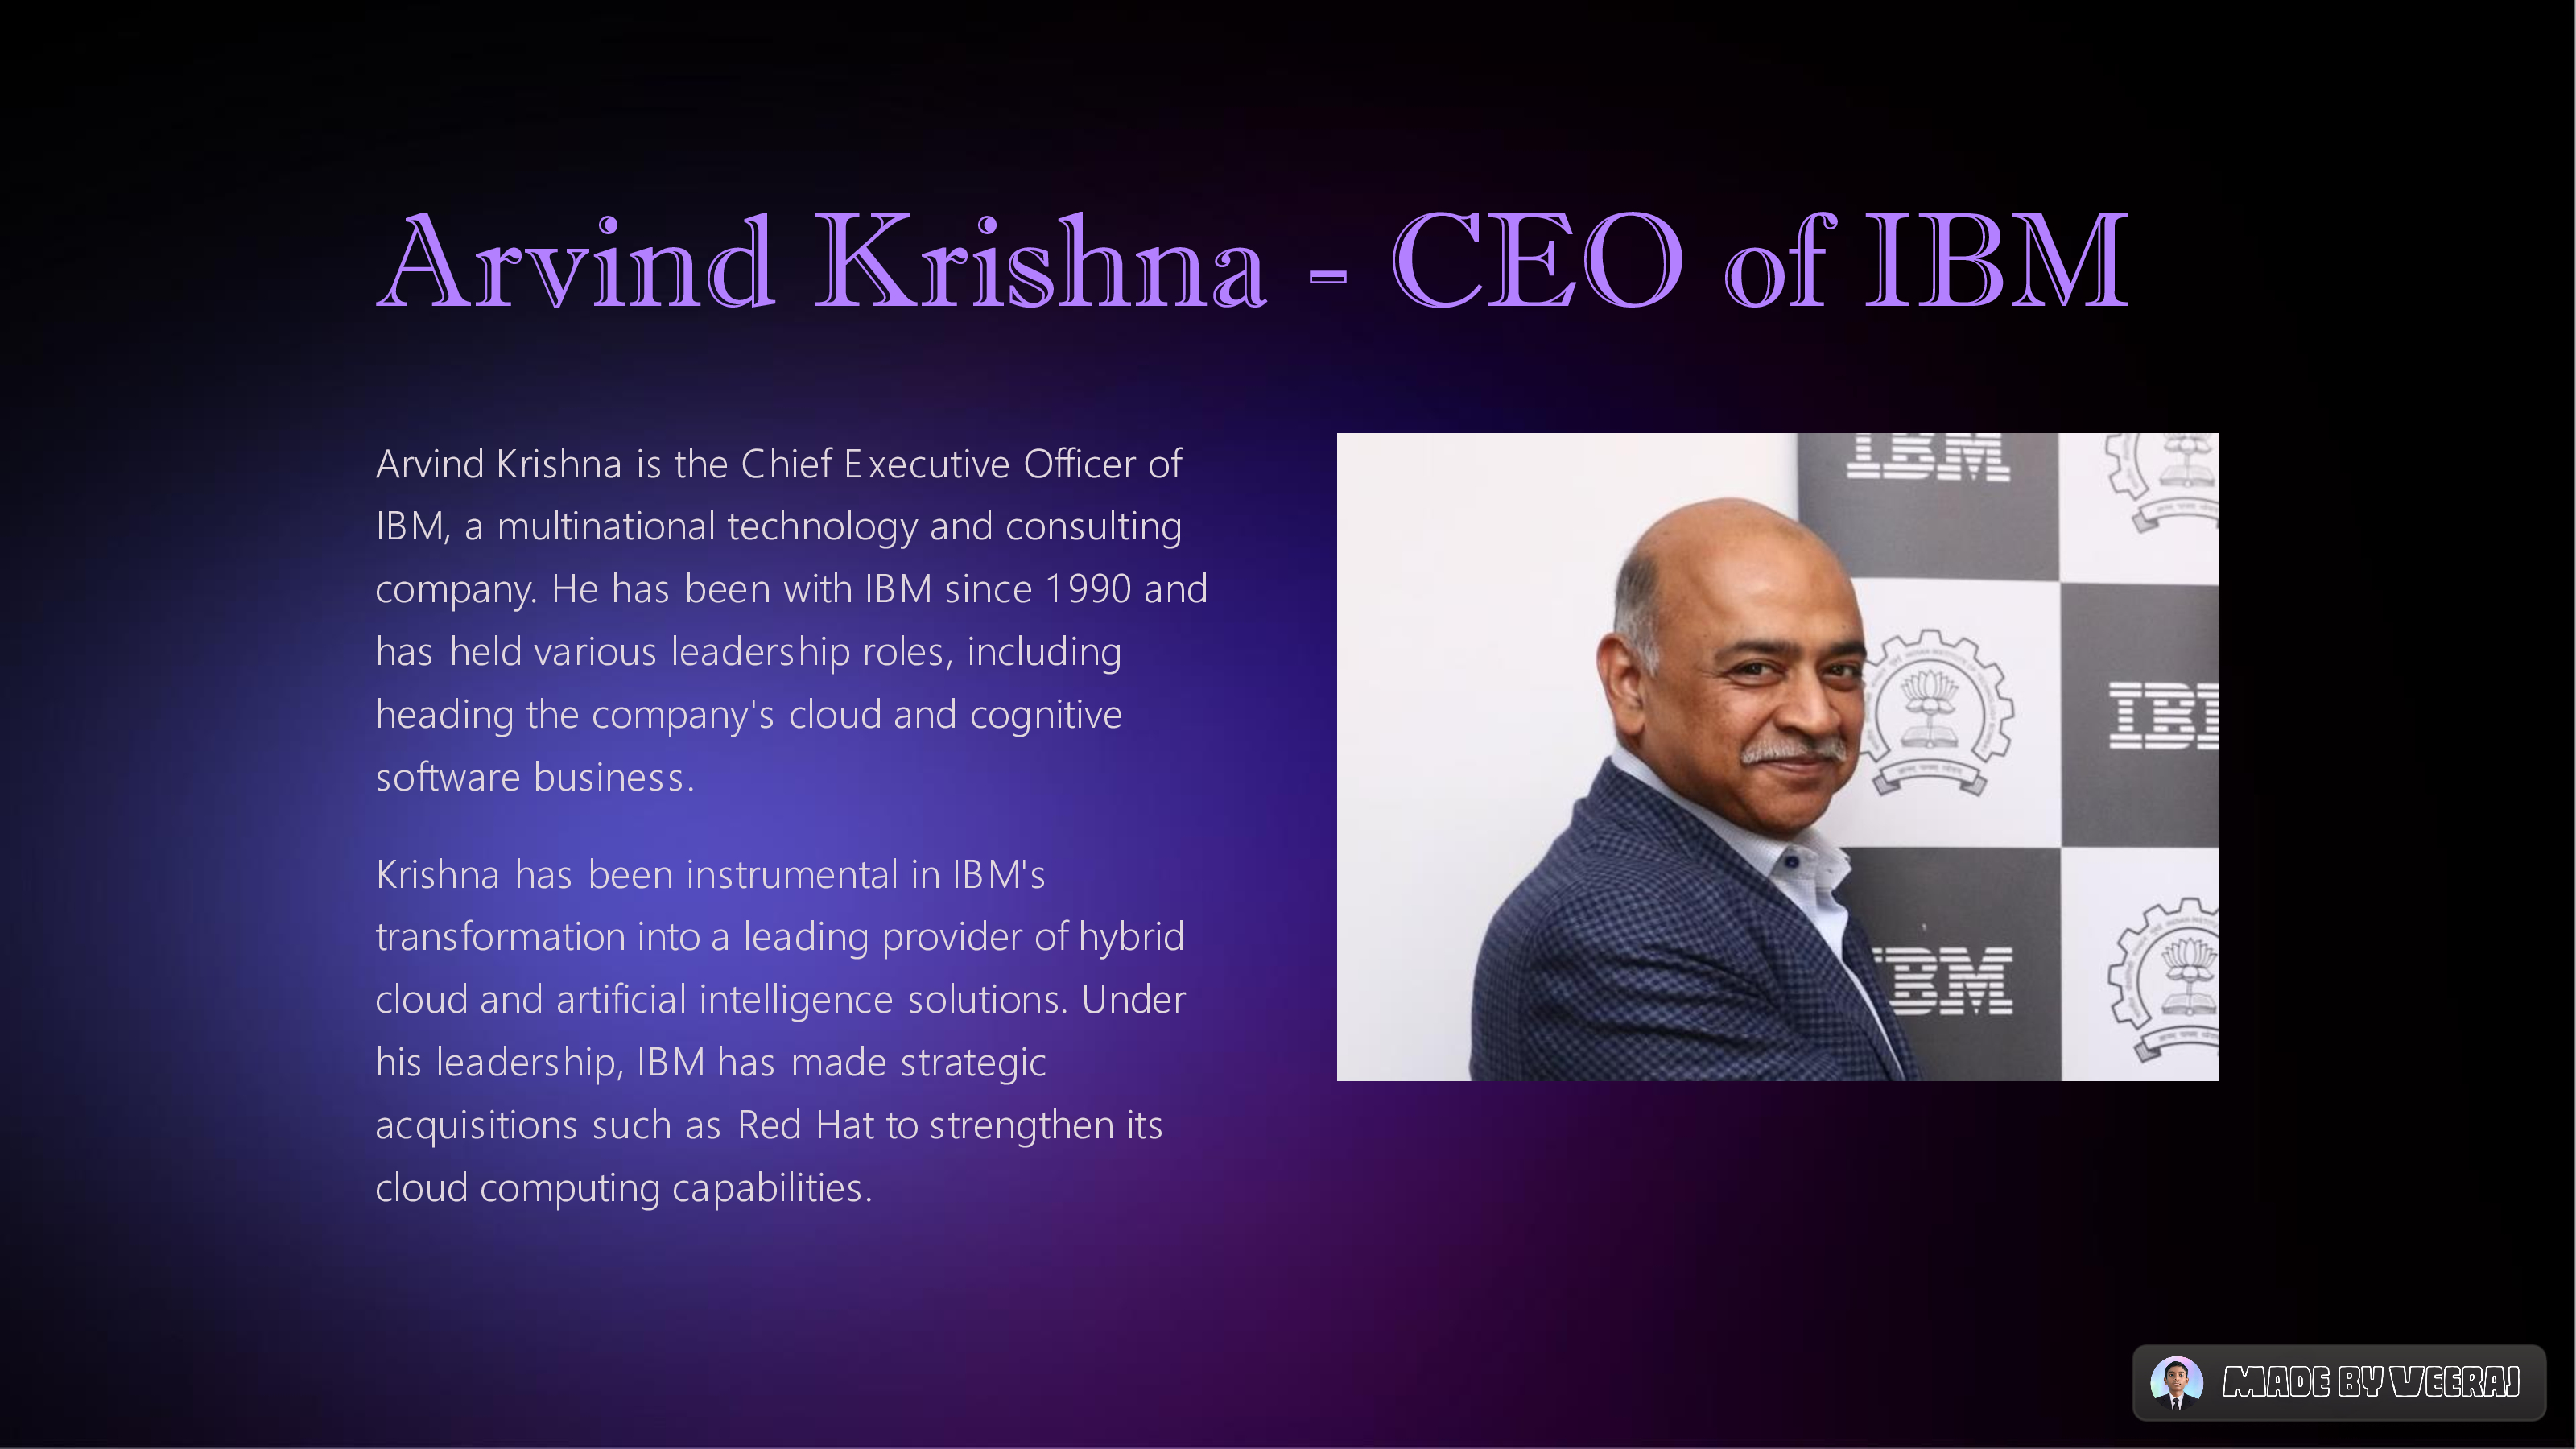 Arvind Krishna - CEO of IBM
Arvind Krishna is the Chief Executive Officer of
IBM, a multinational technology and consulting
company. He has been with IBM since 1990 and
has held various leadership roles, including
heading the company's cloud and cognitive
software business.
Krishna has been instrumental in IBM's
transformation into a leading provider of hybrid
cloud and artificial intelligence solutions. Under
his leadership, IBM has made strategic
acquisitions such as Red Hat to strengthen its
cloud computing capabilities.
IBM
IBM
MADE BY VEERAJ